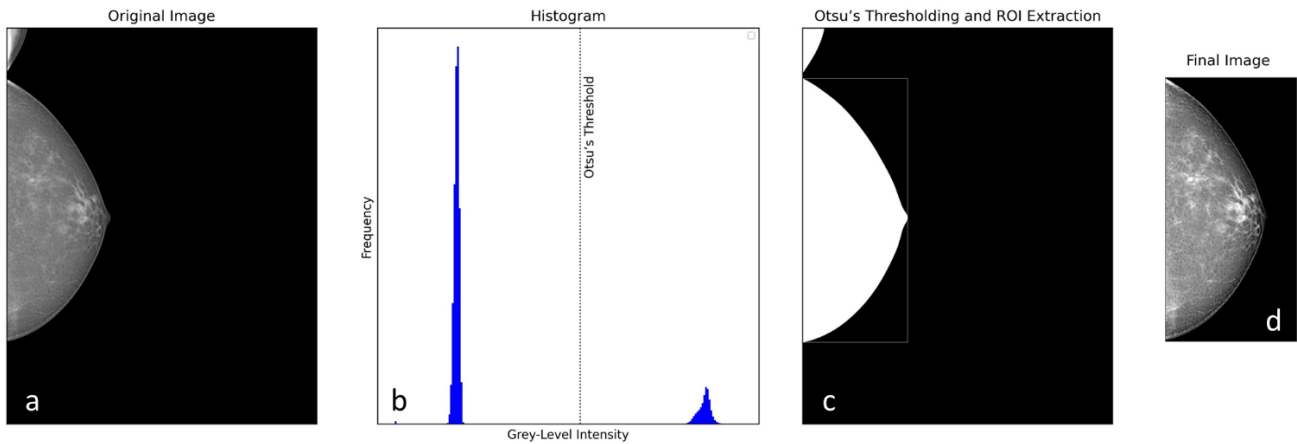 Original Image
a
Histogram
Otsu's Threshold
Frequency
b
Grey-Level Intensity
Otsu's Thresholding and ROI Extraction
c
Final Image
d